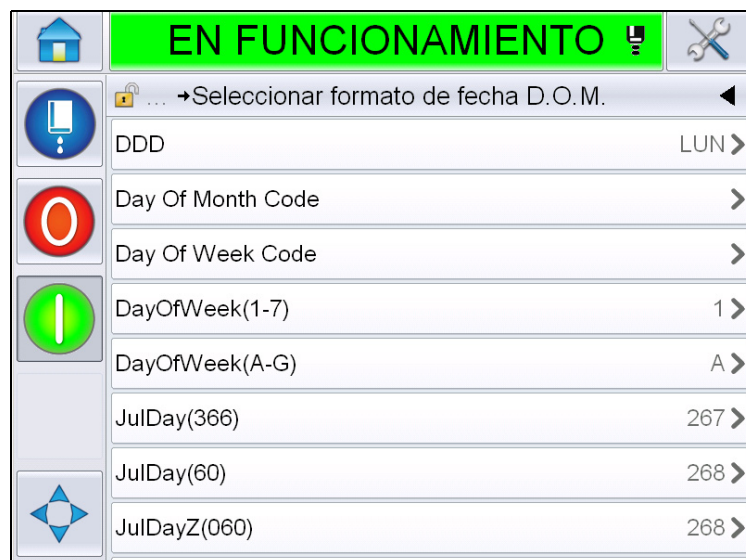 EN FUNCIONAMIENTO
... →Seleccionar formato de fecha D.O.M.
DDD LUN
Day Of Month Code
Day Of Week Code
DayOfWeek(1-7) 1
DayOfWeek(A-G) A
JulDay(366) 267
JulDay(60) 268
JulDayZ(060) 268